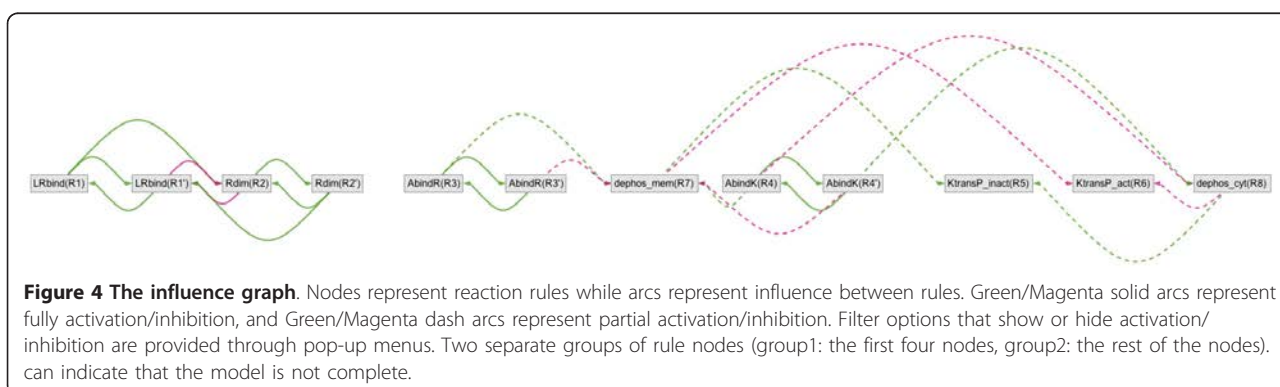 LRbind(R1) LRbind(R1') Rdim(R2) Rdim(R2') AbindR(R3) AbindR(R3') dephos_mem(R7) AbindK(R4) AbindK(R4') KtransP_inact(R5) KtransP_act(R6) dephos_cyt(R8)
Figure 4 The influence graph. Nodes represent reaction rules while arcs represent influence between rules. Green/Magenta solid arcs represent
fully activation/inhibition, and Green/Magenta dash arcs represent partial activation/inhibition. Filter options that show or hide activation/
inhibition are provided through pop-up menus. Two separate groups of rule nodes (group1: the first four nodes, group2: the rest of the nodes).
can indicate that the model is not complete.